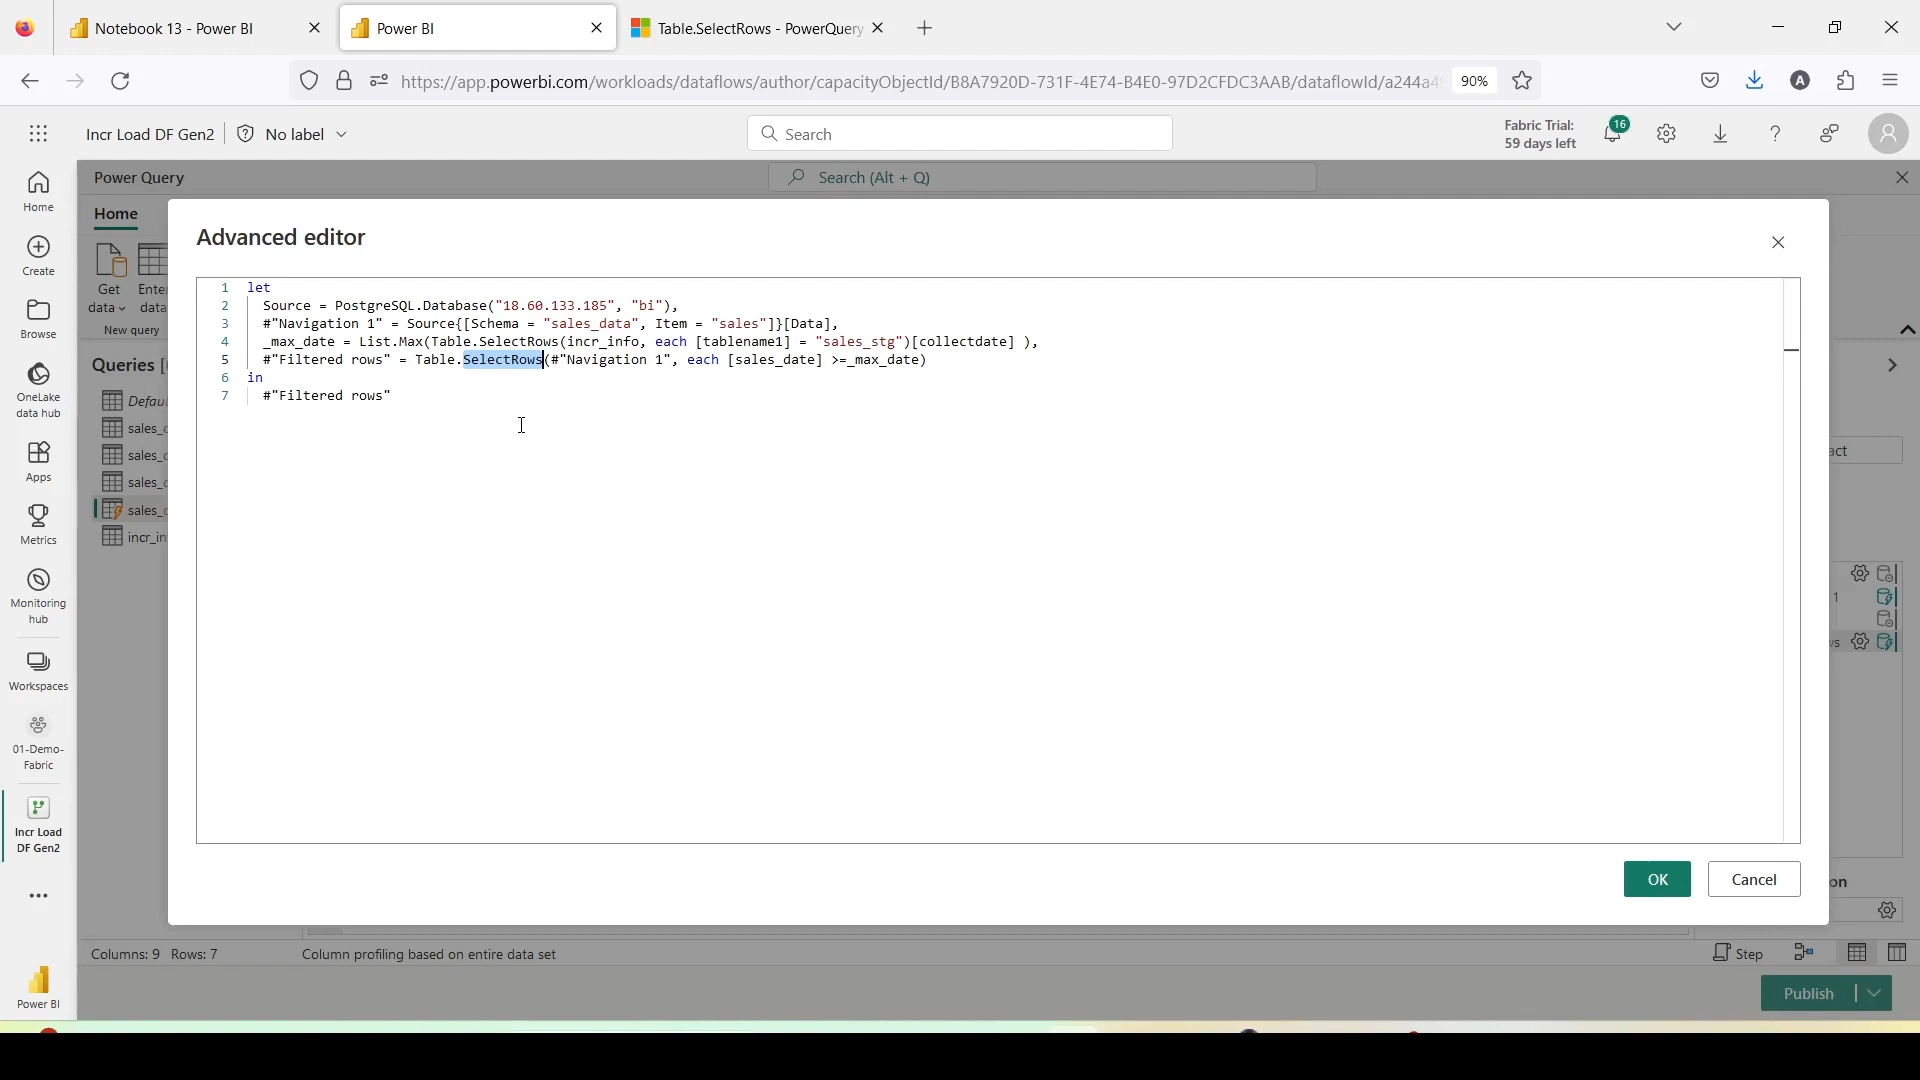 Notebook 13 - Power BI
Power BI
Table.SelectRows - PowerQuery
https://app.powerbi.com/workloads/dataflows/author/capacityObjectId/B8A7920D-731F-4E74-B4E0-97D2CFDC3AAB/dataflowId/a244a4
90%
A
Incr Load DF Gen2
No label
Search
Fabric Trial:
59 days left
16
Power Query
Search (Alt + Q)
Home
Home
Create
Browse
OneLake
data hub
Apps
Metrics
Monitoring
hub
Workspaces
01-Demo-
Fabric
Incr Load
DF Gen2
Power BI
Get
data
Enter
data
New query
Queries [
Defau
sales_
sales_
sales_
sales_
incr_in
Advanced editor
1 let
2 Source = PostgreSQL.Database("18.60.133.185", "bi"),
3 #"Navigation 1" = Source{[Schema = "sales_data", Item = "sales"]}[Data],
4 _max_date = List.Max(Table.SelectRows(incr_info, each [tablename1] = "sales_stg")[collectdate] ),
5 #"Filtered rows" = Table.SelectRows(#"Navigation 1", each [sales_date] >=_max_date)
6 in
7 #"Filtered rows"
OK
Cancel
act
1
vs
on
Columns: 9 Rows: 7
Column profiling based on entire data set
Step
Publish